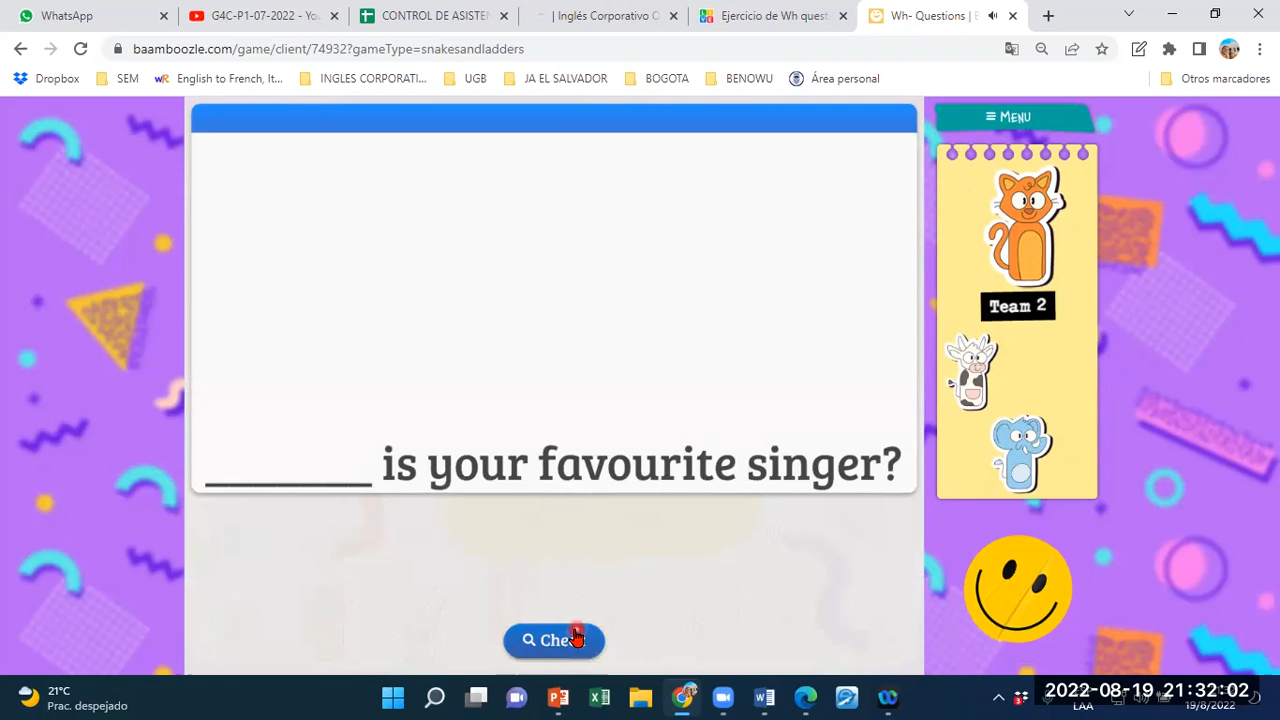 WhatsApp
G4C-P1-07-2022 - Yo
CONTROL DE ASISTEN
| Inglés Corporativo O
Ejercicio de Wh quest
Wh- Questions | B
baamboozle.com/game/client/74932?gameType=snakesandladders
Dropbox
SEM
English to French, It...
INGLES CORPORATI...
UGB
JA EL SALVADOR
BOGOTA
BENOWU
Área personal
Otros marcadores
MENU
Team 2
________ is your favourite singer?
Che
21°C
Prac. despejado
LAA
2022-08-19 21:32:02
19/8/2022